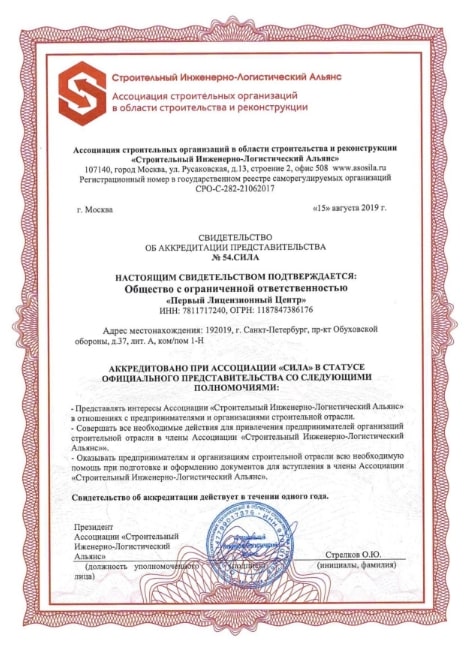 Строительный Инженерно-Логистический Альянс
Ассоциация строительных организаций
в области строительства и реконструкции
Ассоциация строительных организаций в области строительства и реконструкции
«Строительный Инженерно-Логистический Альянс»
107140, город Москва, ул. Русаковская, д.13, строение 2, офис 508 www.asosila.ru
Регистрационный номер в государственном реестре саморегулируемых организаций
СРО-С-282-21062017
г. Москва «15» августа 2019 г.
СВИДЕТЕЛЬСТВО
ОБ АККРЕДИТАЦИИ ПРЕДСТАВИТЕЛЬСТВА
№ 54.СИЛА
НАСТОЯЩИМ СВИДЕТЕЛЬСТВОМ ПОДТВЕРЖДАЕТСЯ:
Общество с ограниченной ответственностью
«Первый Лицензионный Центр»
ИНН: 7811717240, ОГРН: 1187847386176
Адрес местонахождения: 192019, г. Санкт-Петербург, пр-кт Обуховской
обороны, д.37, лит. А, ком/пом 1-Н
АККРЕДИТОВАНО ПРИ АССОЦИАЦИИ «СИЛА» В СТАТУСЕ
ОФИЦИАЛЬНОГО ПРЕДСТАВИТЕЛЬСТВА СО СЛЕДУЮЩИМИ
ПОЛНОМОЧИЯМИ:
- Представлять интересы Ассоциации «Строительный Инженерно-Логистический Альянс»
в отношениях с предпринимателями и организациями строительной отрасли.
- Совершать все необходимые действия для привлечения предпринимателей организаций
строительной отрасли в члены Ассоциации «Строительный Инженерно-Логистический
Альянс»».
- Оказывать предпринимателям и организациям строительной отрасли всю необходимую
помощь при подготовке и оформлению документов для вступления в члены Ассоциации
«Строительный Инженерно-Логистический Альянс».
Свидетельство об аккредитации действует в течении одного года.
Президент
Ассоциации «Строительный
Инженерно-Логистический
Альянс»
Стрелков О.Ю.
(должность уполномоченного (подпись) (инициалы, фамилия)
лица)